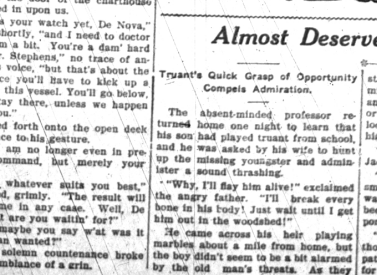 ed in upon us.
your watch yet, De Nova,"
shortly, "and I need to doctor
m a bit. You're a dam' hard
r. Stephens," no trace of an-
voice, "but that's about the
ce you'll have to kick up a
this vessel. You'll go below,
tay there, unless we happen
ou."
ed forth onto the open deck
ce to his gesture.
am no longer even in pre-
ommand, but merely your
whatever suits you best,"
d, grimly. "The result will
me in any case. Well, De
t are you waitin' for?"
maybe you say w'at was it
an wanted?"
solemn countenance broke
mblance of a grin.
Almost Deserve
Truant's Quick Grasp of Opportunity
Compels Admiration.
The absent-minded professor re-
turned home one night to learn that
his son had played truant from school,
and he was asked by his wife to hunt
up the missing youngster and admin-
ister a sound thrashing.
"Why, I'll flay him alive!" exclaimed
the angry father. "I'll break every
bone in his body! Just wait until I get
him out in the woodshed!"
He came across his heir playing
marbles about a mile from home, but
the boy didn't seem to be a bit alarmed
by the old man's threats. As they